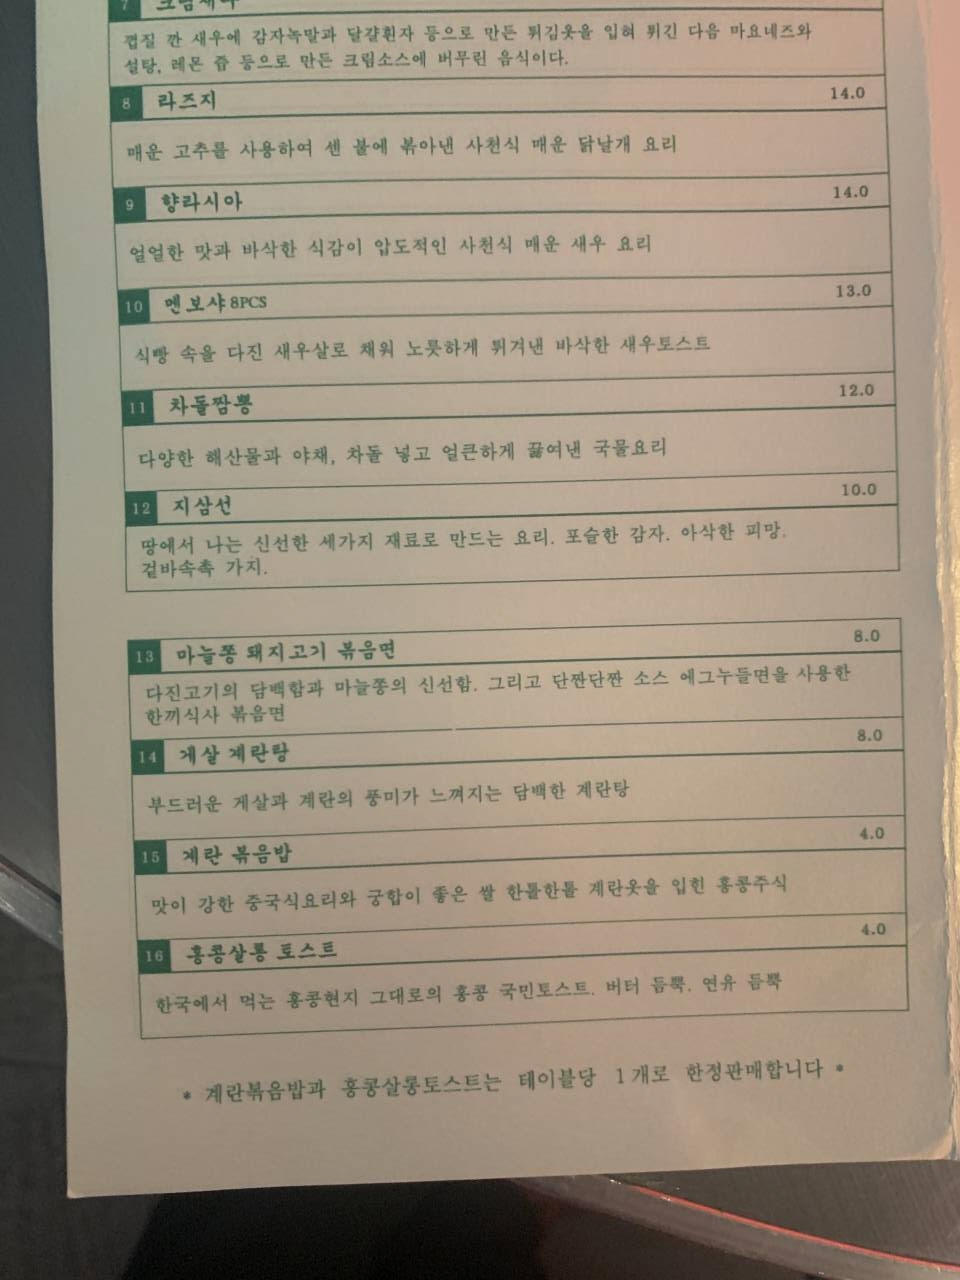 7 크림새우
껍질 깐 새우에 감자녹말과 달걀흰자 등으로 만든 튀김옷을 입혀 튀긴 다음 마요네즈와
설탕, 레몬 즙 등으로 만든 크림소스에 버무린 음식이다.
8 라즈지 14.0
매운 고추를 사용하여 센 불에 볶아낸 사천식 매운 닭날개 요리
9 향라시아 14.0
얼얼한 맛과 바삭한 식감이 압도적인 사천식 매운 새우 요리
10 멘보샤 8PCS 13.0
식빵 속을 다진 새우살로 채워 노릇하게 튀겨낸 바삭한 새우토스트
11 차돌짬뽕 12.0
다양한 해산물과 야채, 차돌 넣고 얼큰하게 끓여낸 국물요리
12 지삼선 10.0
땅에서 나는 신선한 세가지 재료로 만드는 요리. 포슬한 감자. 아삭한 피망.
겉바속촉 가지.
13 마늘쫑 돼지고기 볶음면 8.0
다진고기의 담백함과 마늘쫑의 신선함. 그리고 단짠단짠 소스 에그누들면을 사용한
한끼식사 볶음면
14 게살 계란탕 8.0
부드러운 게살과 계란의 풍미가 느껴지는 담백한 계란탕
15 계란 볶음밥 4.0
맛이 강한 중국식요리와 궁합이 좋은 쌀 한톨한톨 계란옷을 입힌 홍콩주식
16 홍콩살롱 토스트 4.0
한국에서 먹는 홍콩현지 그대로의 홍콩 국민토스트. 버터 듬뿍. 연유 듬뿍
* 계란볶음밥과 홍콩살롱토스트는 테이블당 1개로 한정판매합니다 *